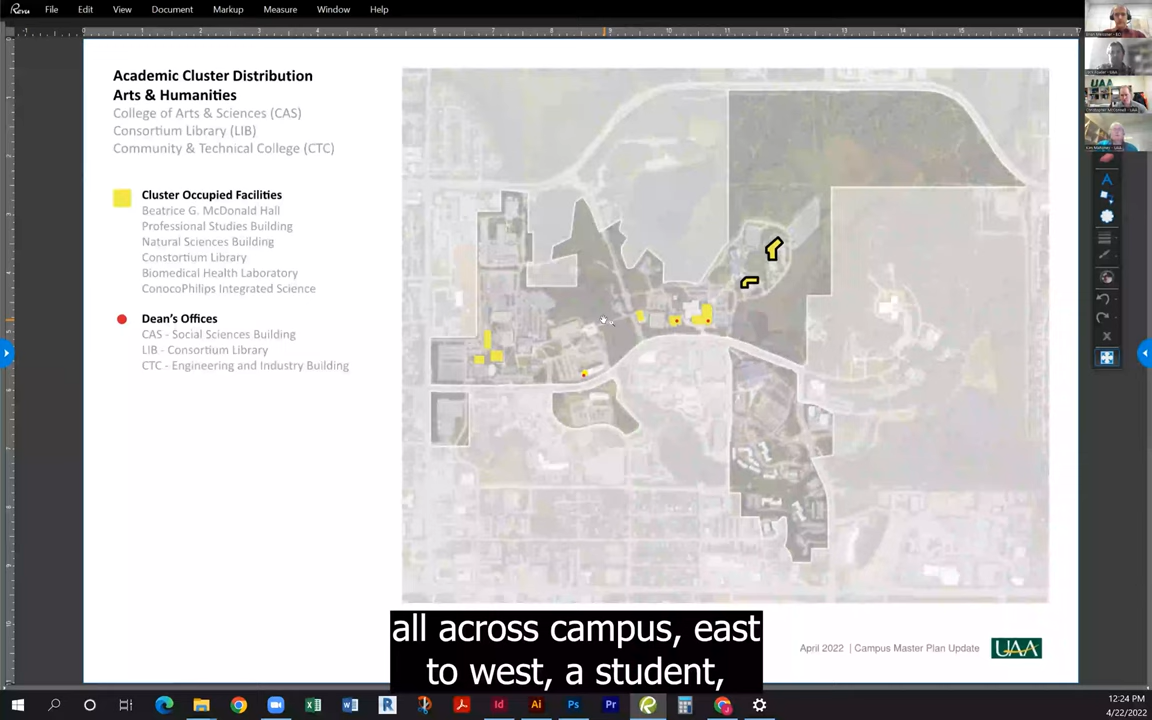 Revu File Edit View Document Markup Measure Window Help
Academic Cluster Distribution
Arts & Humanities
College of Arts & Sciences (CAS)
Consortium Library (LIB)
Community & Technical College (CTC)
Cluster Occupied Facilities
Beatrice G. McDonald Hall
Professional Studies Building
Natural Sciences Building
Constortium Library
Biomedical Health Laboratory
ConocoPhilips Integrated Science
Dean's Offices
CAS - Social Sciences Building
LIB - Consortium Library
CTC - Engineering and Industry Building
all across campus, east
to west, a student,
April 2022 | Campus Master Plan Update UAA
12:24 PM
4/22/2022